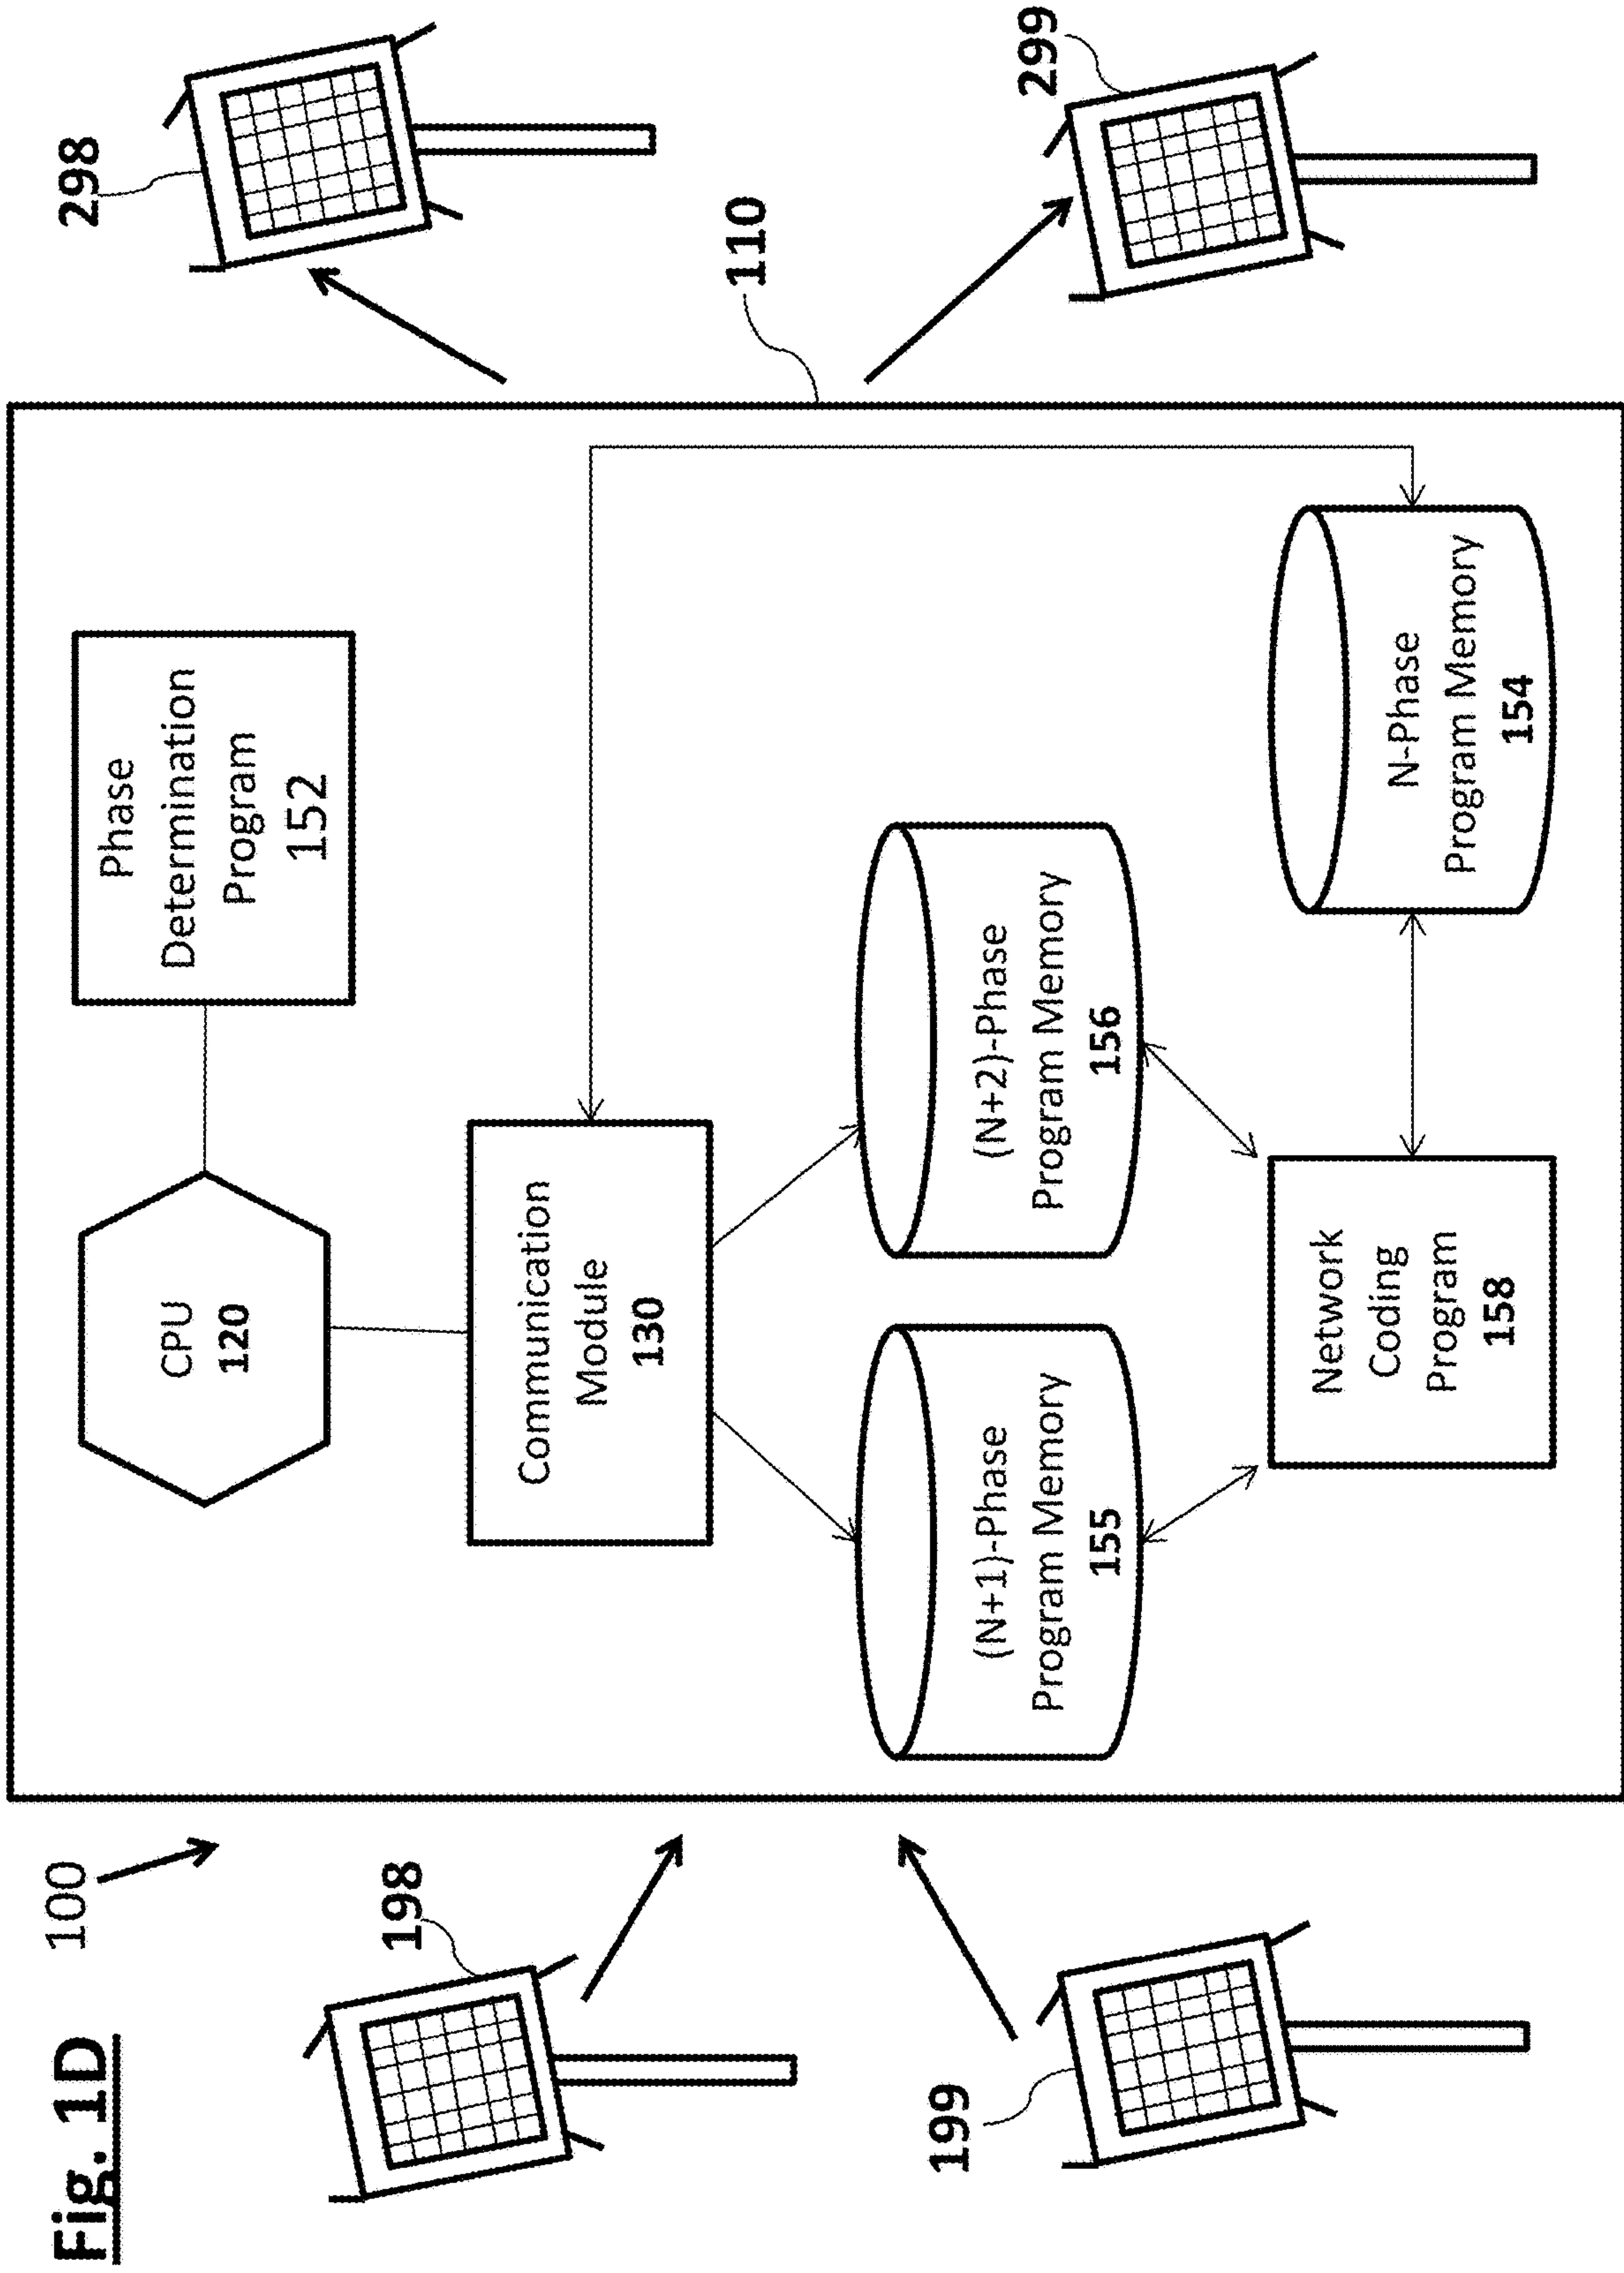 Fig. 1D
100
198
199
110
298
299
CPU
120
Phase
Determination
Program
152
Communication
Module
130
(N+1)-Phase
Program Memory
155
(N+2)-Phase
Program Memory
156
Network
Coding
Program
158
N-Phase
Program Memory
154